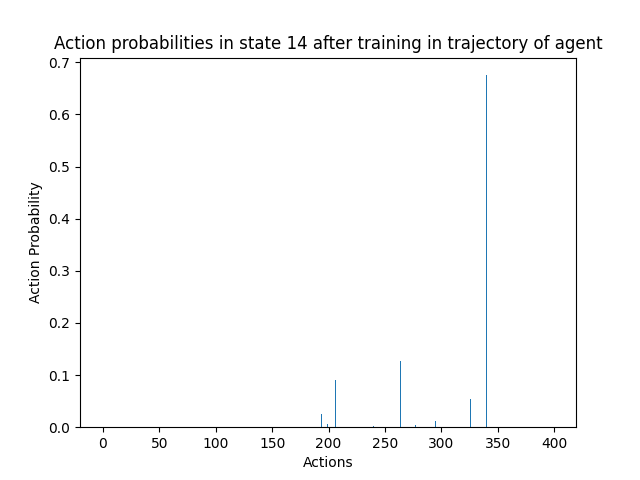 Action probabilities in state 14 after training in trajectory of agent
0.7
0.6
0.5
0.4
0.3
0.2
0.1
0.0
Action Probability
0 50 100 150 200 250 300 350 400
Actions